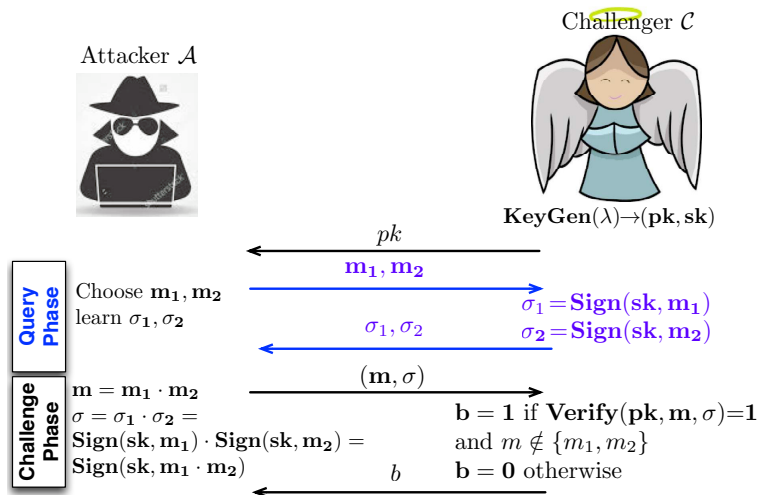 Challenger 𝒞
Attacker 𝒜
KeyGen(λ)→(pk, sk)
pk
Query
Phase
m₁, m₂
Choose m₁, m₂
learn σ₁, σ₂
σ₁=Sign(sk, m₁)
σ₂=Sign(sk, m₂)
σ₁, σ₂
Challenge
Phase
(m, σ)
m = m₁ · m₂
σ = σ₁ · σ₂ =
Sign(sk, m₁) · Sign(sk, m₂) =
Sign(sk, m₁ · m₂)
b = 1 if Verify(pk, m, σ)=1
and m ∉ {m₁, m₂}
b = 0 otherwise
b